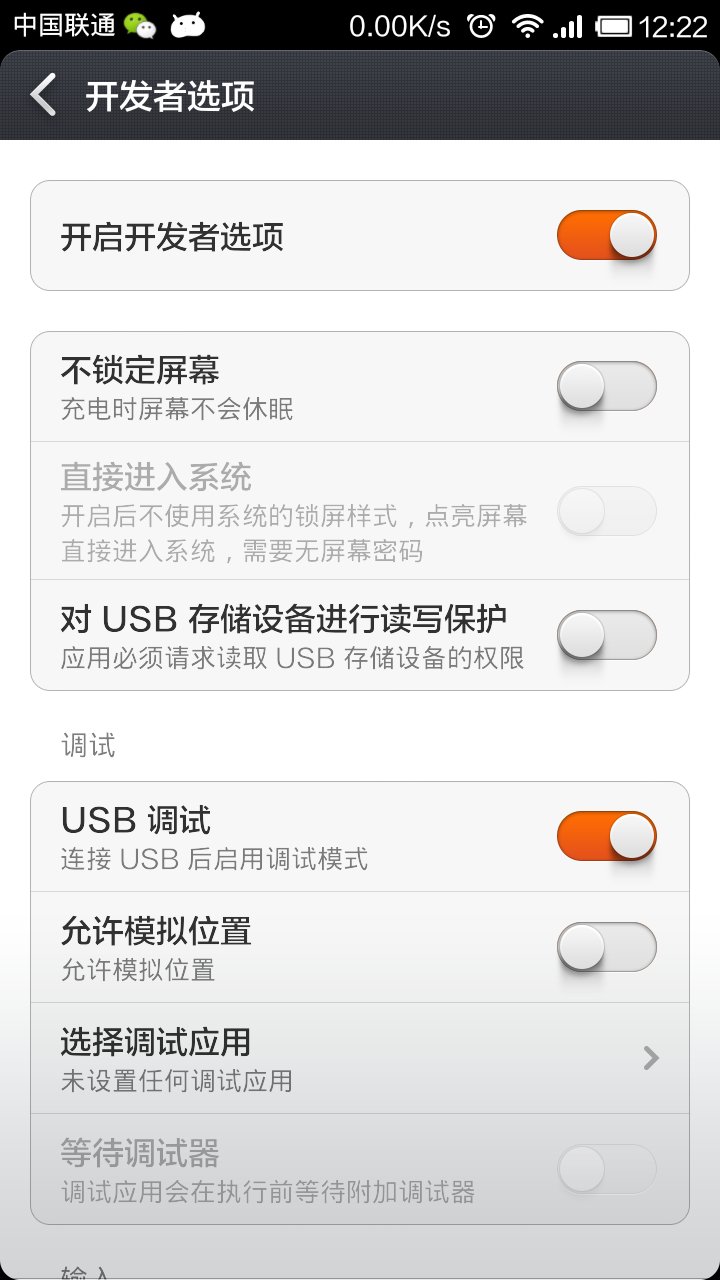 中国联通 0.00K/s 12:22
开发者选项
开启开发者选项
不锁定屏幕
充电时屏幕不会休眠
直接进入系统
开启后不使用系统的锁屏样式，点亮屏幕
直接进入系统，需要无屏幕密码
对 USB 存储设备进行读写保护
应用必须请求读取 USB 存储设备的权限
调试
USB 调试
连接 USB 后启用调试模式
允许模拟位置
允许模拟位置
选择调试应用
未设置任何调试应用
等待调试器
调试应用会在执行前等待附加调试器
输入